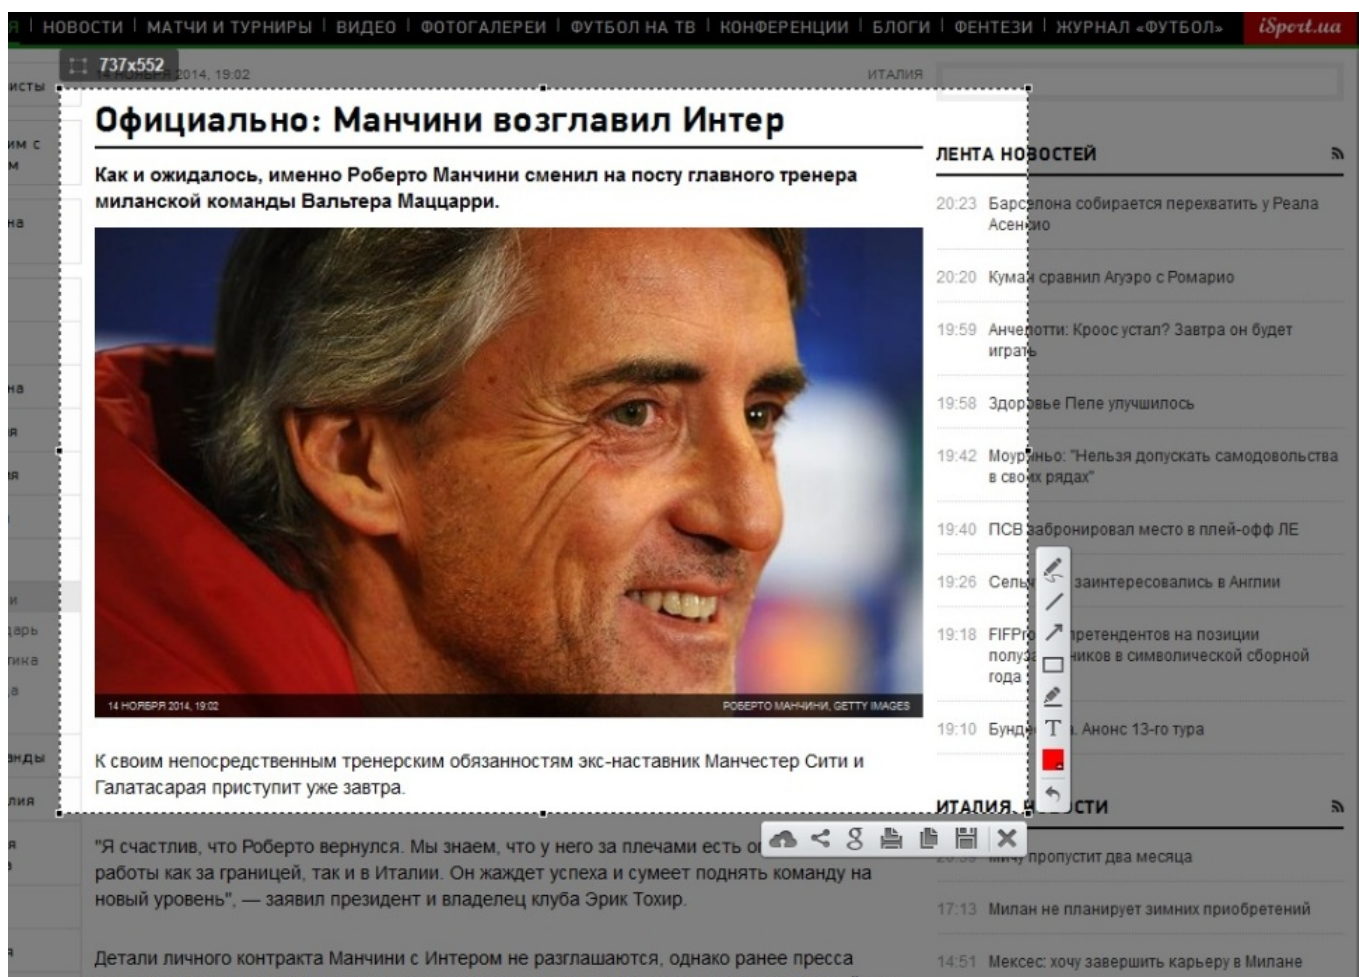 НОВОСТИ
МАТЧИ И ТУРНИРЫ
ВИДЕО
ФОТОГАЛЕРЕИ
ФУТБОЛ НА ТВ
КОНФЕРЕНЦИИ
БЛОГИ
ФЕНТЕЗИ
ЖУРНАЛ «ФУТБОЛ»
iSport.ua
737x552
2014, 19:02
ИТАЛИЯ
Официально: Манчини возглавил Интер
Как и ожидалось, именно Роберто Манчини сменил на посту главного тренера
миланской команды Вальтера Маццарри.
14 НОЯБРЯ 2014, 19:02
РОБЕРТО МАНЧИНИ, GETTY IMAGES
К своим непосредственным тренерским обязанностям экс-наставник Манчестер Сити и
Галатасарая приступит уже завтра.
"Я счастлив, что Роберто вернулся. Мы знаем, что у него за плечами есть
работы как за границей, так и в Италии. Он жаждет успеха и сумеет поднять команду на
новый уровень", — заявил президент и владелец клуба Эрик Тохир.
Детали личного контракта Манчини с Интером не разглашаются, однако ранее пресса
ЛЕНТА НОВОСТЕЙ
20:23 Барселона собирается перехватить у Реала
Асенсио
20:20 Куман сравнил Агуэро с Ромарио
19:59 Анчелотти: Кроос устал? Завтра он будет
играть
19:58 Здоровье Пеле улучшилось
19:42 Моуринью: "Нельзя допускать самодовольства
в своих рядах"
19:40 ПСВ забронировал место в плей-офф ЛЕ
19:26 заинтересовались в Англии
19:18 претендентов на позиции
в символической сборной
года
19:10 Анонс 13-го тура
ИТАЛИЯ.
Мичу пропустит два месяца
17:13 Милан не планирует зимних приобретений
14:51 Мексес: хочу завершить карьеру в Милане